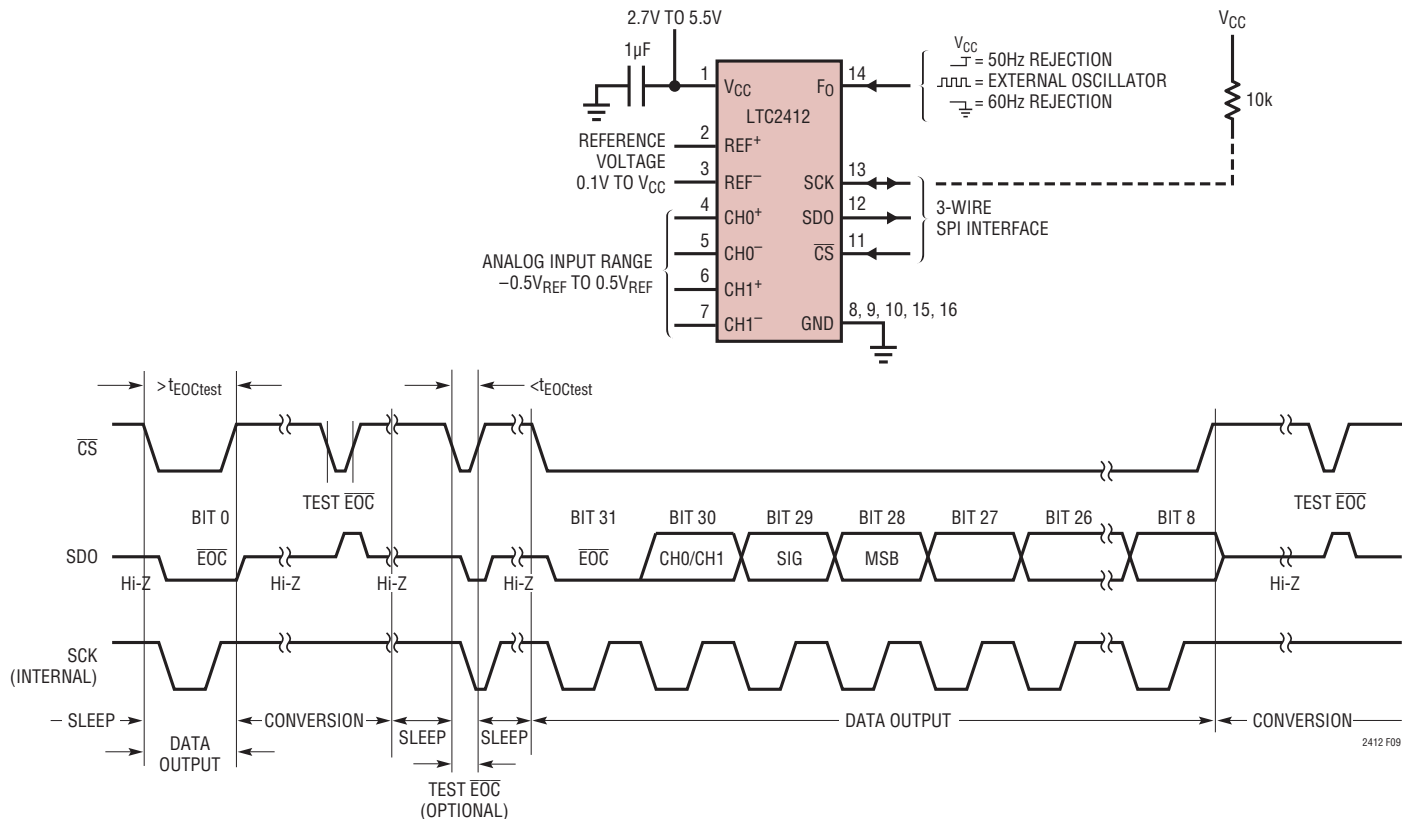 2.7V TO 5.5V
1µF
1
VCC
14
FO
LTC2412
VCC
= 50Hz REJECTION
= EXTERNAL OSCILLATOR
= 60Hz REJECTION
VCC
10k
REFERENCE
VOLTAGE
0.1V TO VCC
2
REF+
3
REF−
13
SCK
12
SDO
11
CS
3-WIRE
SPI INTERFACE
ANALOG INPUT RANGE
−0.5VREF TO 0.5VREF
4
CH0+
5
CH0−
6
CH1+
7
CH1−
GND
8, 9, 10, 15, 16
>tEOCtest
<tEOCtest
CS
TEST EOC
TEST EOC
BIT 0
BIT 31
BIT 30
BIT 29
BIT 28
BIT 27
BIT 26
BIT 8
SDO
EOC
EOC
CH0/CH1
SIG
MSB
Hi-Z
Hi-Z
Hi-Z
Hi-Z
Hi-Z
SCK
(INTERNAL)
SLEEP
CONVERSION
DATA OUTPUT
CONVERSION
SLEEP
SLEEP
DATA
OUTPUT
TEST EOC
(OPTIONAL)
2412 F09